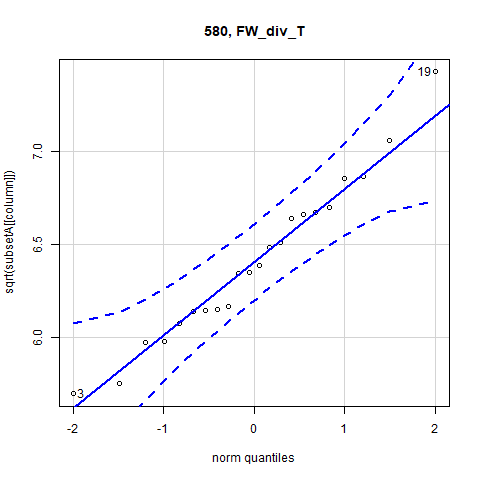 580, FW_div_T
sqrt(subsetA[[column]])
7.0
6.5
6.0
19
3
-2 -1 0 1 2
norm quantiles